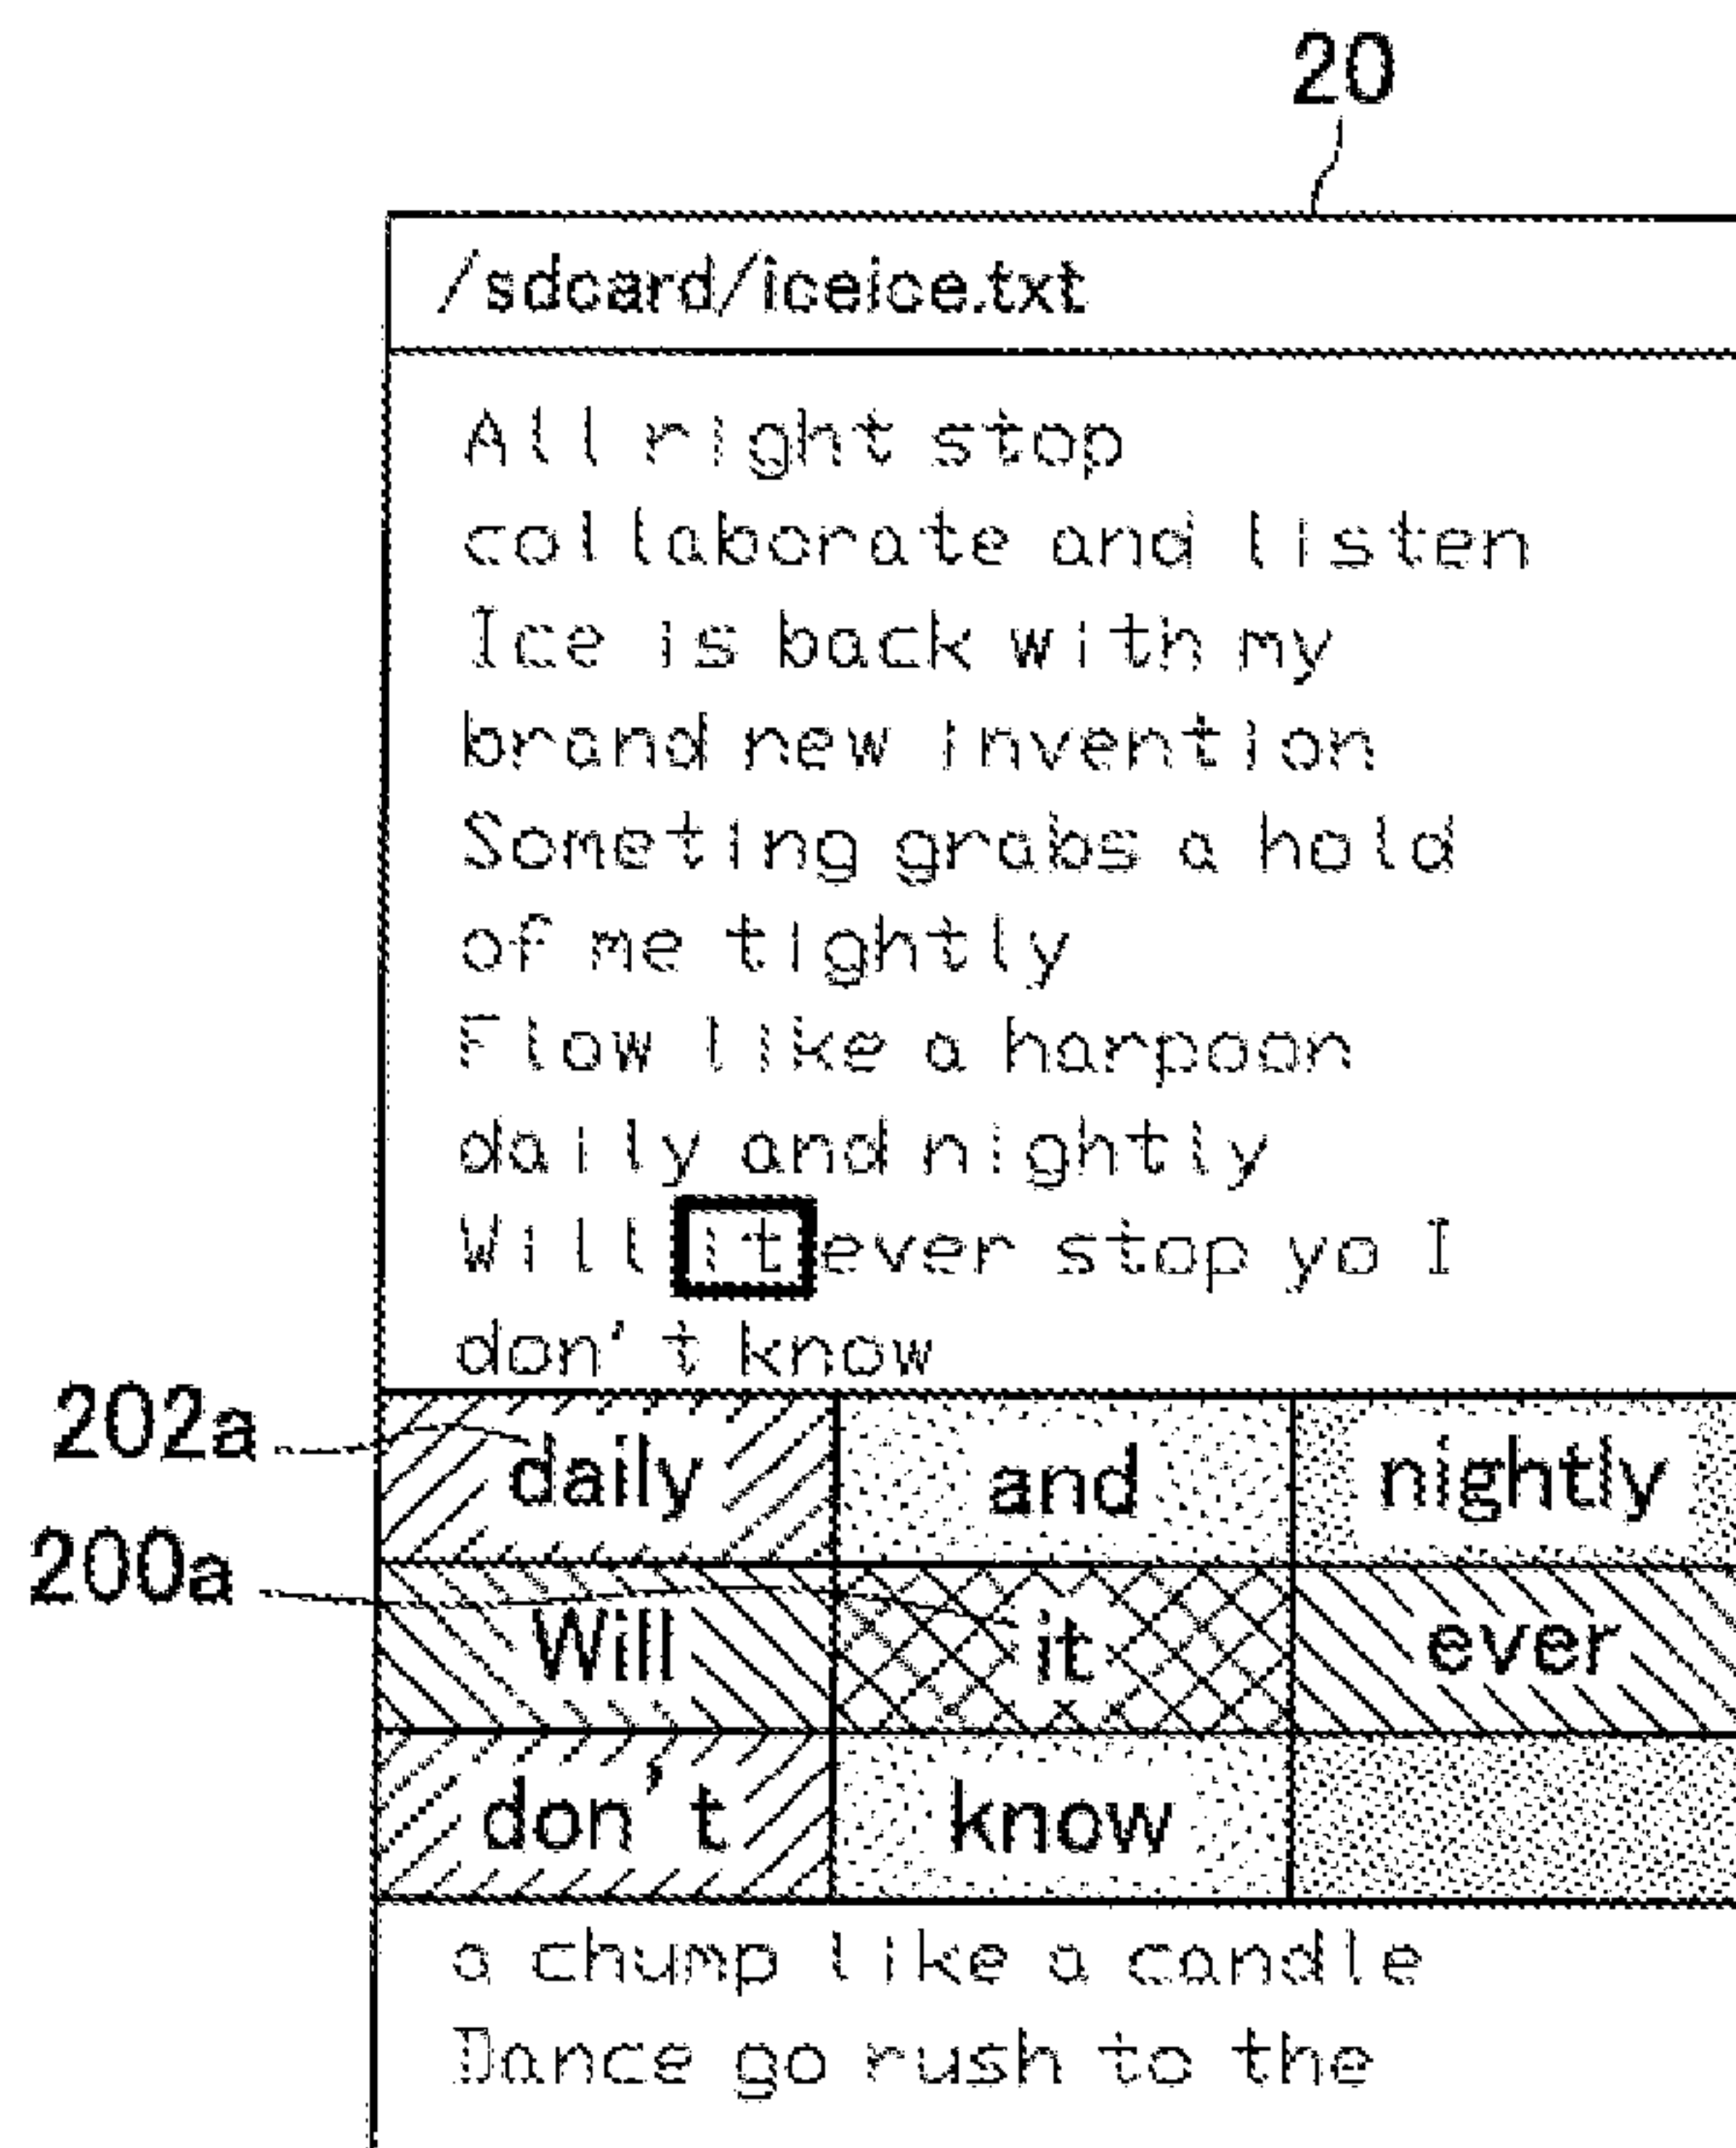 20
/sdcard/iceice.txt
All right stop
collaborate and listen
Ice is back with my
brand new invention
Someting grabs a hold
of me tightly
Flow like a harpoon
daily and nightly
Will it ever stop yo I
don't know
202a daily and nightly
200a Will it ever
don't know
a chump like a candle
Dance go rush to the